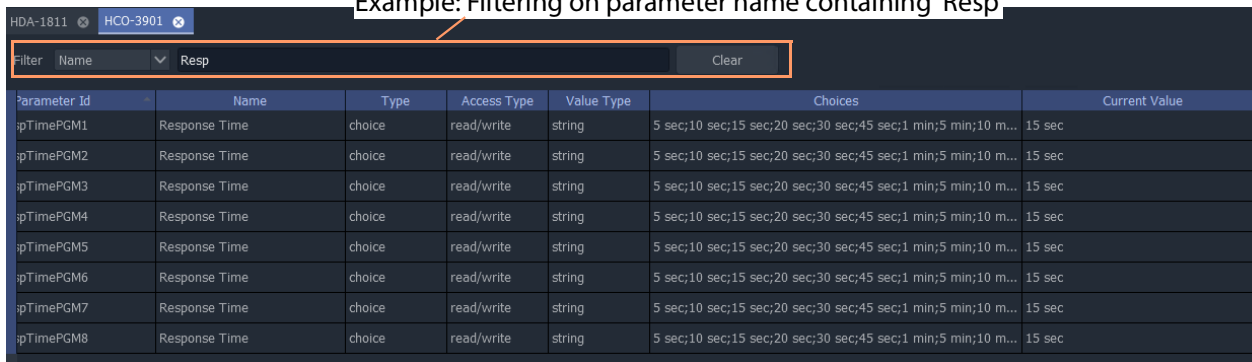 Example: Filtering on parameter name containing 'Resp'
HDA-1811 HCO-3901
Filter Name Resp Clear
Parameter Id Name Type Access Type Value Type Choices Current Value
spTimePGM1 Response Time choice read/write string 5 sec;10 sec;15 sec;20 sec;30 sec;45 sec;1 min;5 min;10 m... 15 sec
spTimePGM2 Response Time choice read/write string 5 sec;10 sec;15 sec;20 sec;30 sec;45 sec;1 min;5 min;10 m... 15 sec
spTimePGM3 Response Time choice read/write string 5 sec;10 sec;15 sec;20 sec;30 sec;45 sec;1 min;5 min;10 m... 15 sec
spTimePGM4 Response Time choice read/write string 5 sec;10 sec;15 sec;20 sec;30 sec;45 sec;1 min;5 min;10 m... 15 sec
spTimePGM5 Response Time choice read/write string 5 sec;10 sec;15 sec;20 sec;30 sec;45 sec;1 min;5 min;10 m... 15 sec
spTimePGM6 Response Time choice read/write string 5 sec;10 sec;15 sec;20 sec;30 sec;45 sec;1 min;5 min;10 m... 15 sec
spTimePGM7 Response Time choice read/write string 5 sec;10 sec;15 sec;20 sec;30 sec;45 sec;1 min;5 min;10 m... 15 sec
spTimePGM8 Response Time choice read/write string 5 sec;10 sec;15 sec;20 sec;30 sec;45 sec;1 min;5 min;10 m... 15 sec